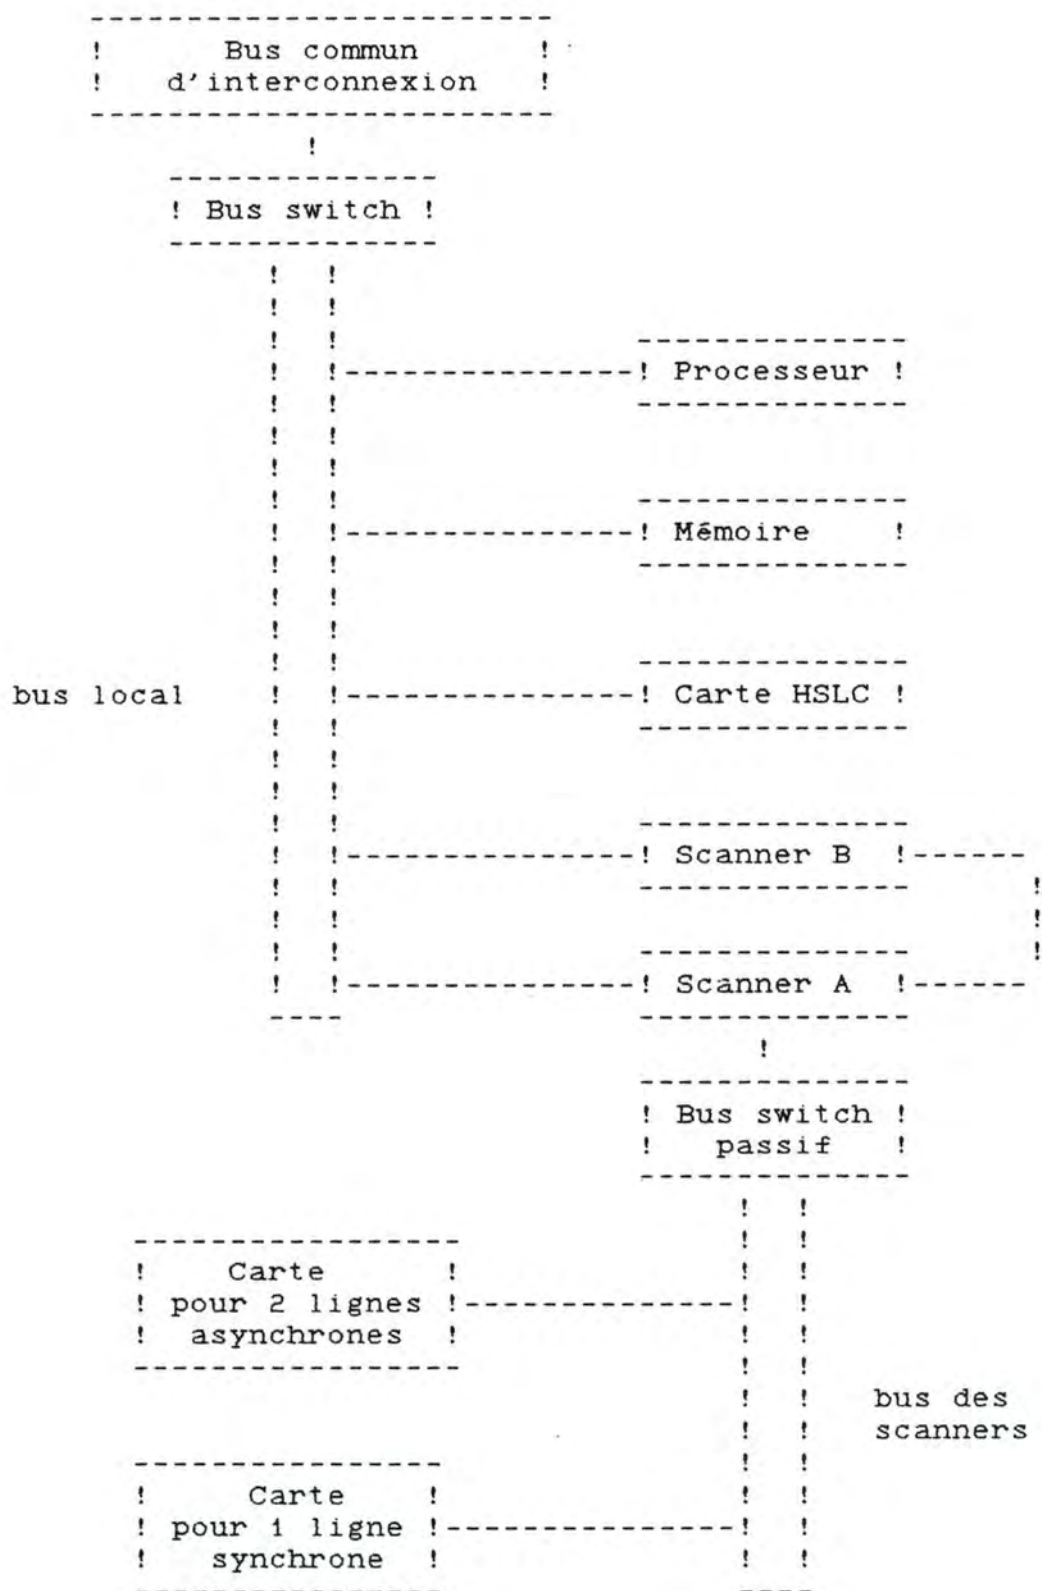 Bus commun
d'interconnexion
Bus switch
Processeur
Mémoire
bus local
Carte HSLC
Scanner B
Scanner A
Bus switch
passif
Carte
pour 2 lignes
asynchrones
bus des
scanners
Carte
pour 1 ligne
synchrone